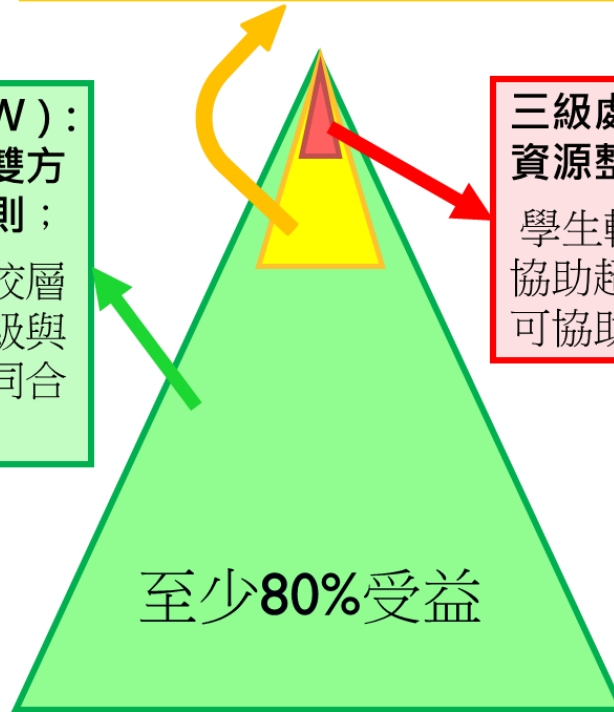 W）：
雙方
則；
校層
級與
同合
三級處
資源整
學生輔
協助超
可協助
至少80%受益